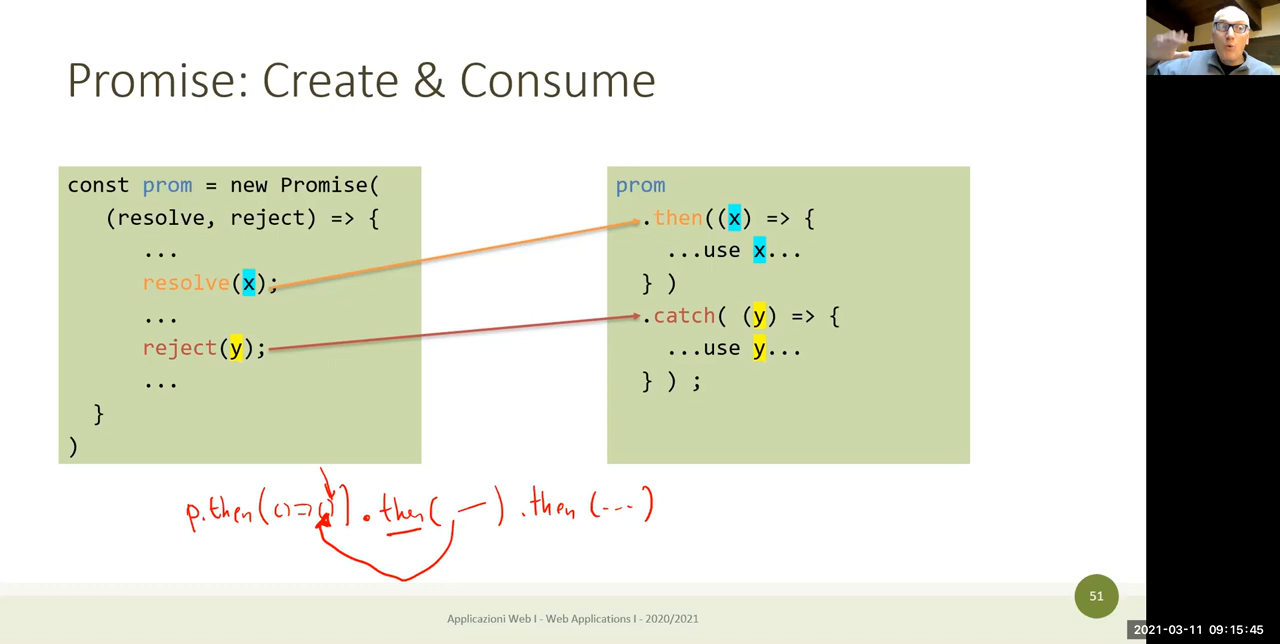 Promise: Create & Consume
const prom = new Promise(
(resolve, reject) => {
...
resolve(x);
...
reject(y);
...
}
)
prom
.then((x) => {
...use x...
} )
.catch( (y) => {
...use y...
} ) ;
p.then(()=>()].then( — ).then(...)
51
Applicazioni Web I - Web Applications I - 2020/2021
2021-03-11 09:15:45